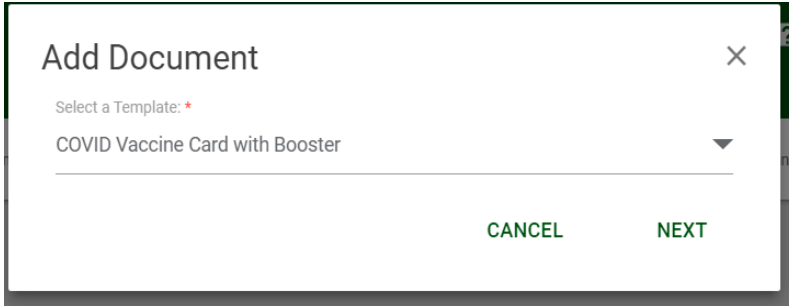 Add Document
Select a Template: *
COVID Vaccine Card with Booster
CANCEL NEXT